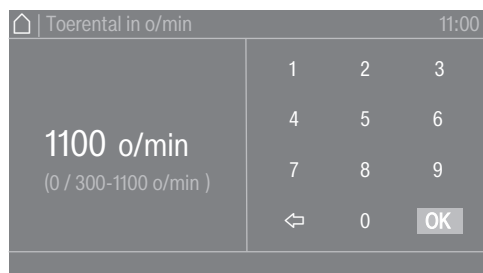 | Toerental in o/min 11:00
1100 o/min
(0 / 300-1100 o/min )
1 2 3
4 5 6
7 8 9
0 OK